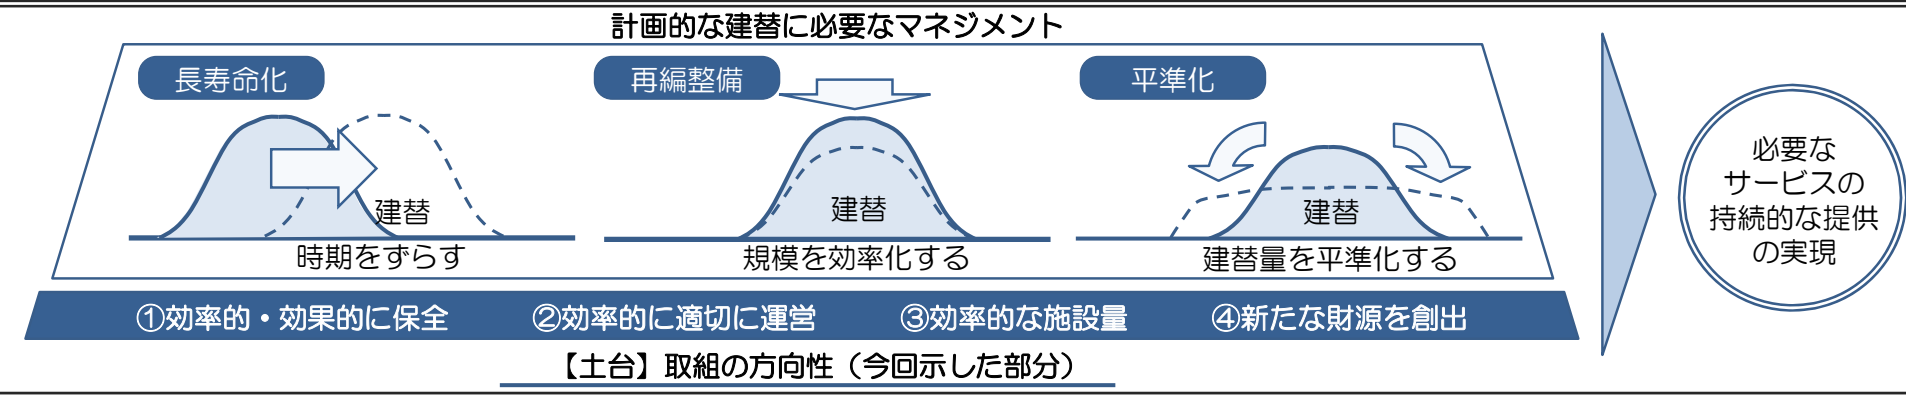 計画的な建替に必要なマネジメント
長寿命化
再編整備
平準化
建替
建替
建替
時期をずらす
規模を効率化する
建替量を平準化する
①効率的・効果的に保全
②効率的に適切に運営
③効率的な施設量
④新たな財源を創出
【土台】取組の方向性（今回示した部分）
必要な
サービスの
持続的な提供
の実現